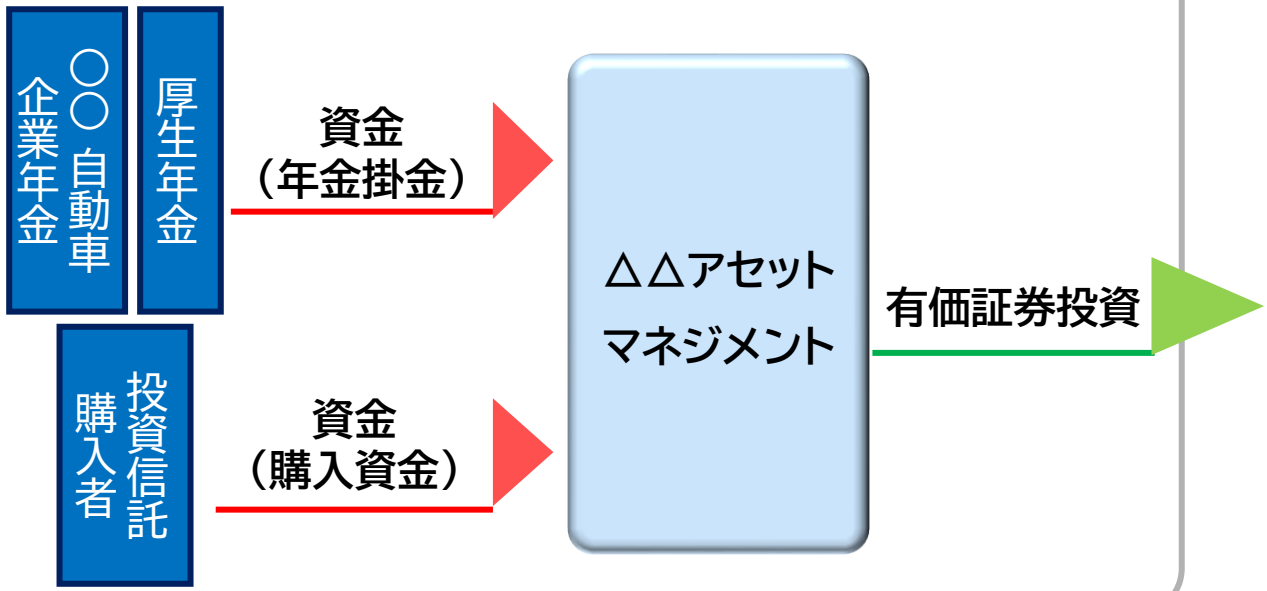 ○○ 自動車
企業年金
厚生年金
資金
（年金掛金）
投資信託
購入者
資金
（購入資金）
△△アセット
マネジメント
有価証券投資